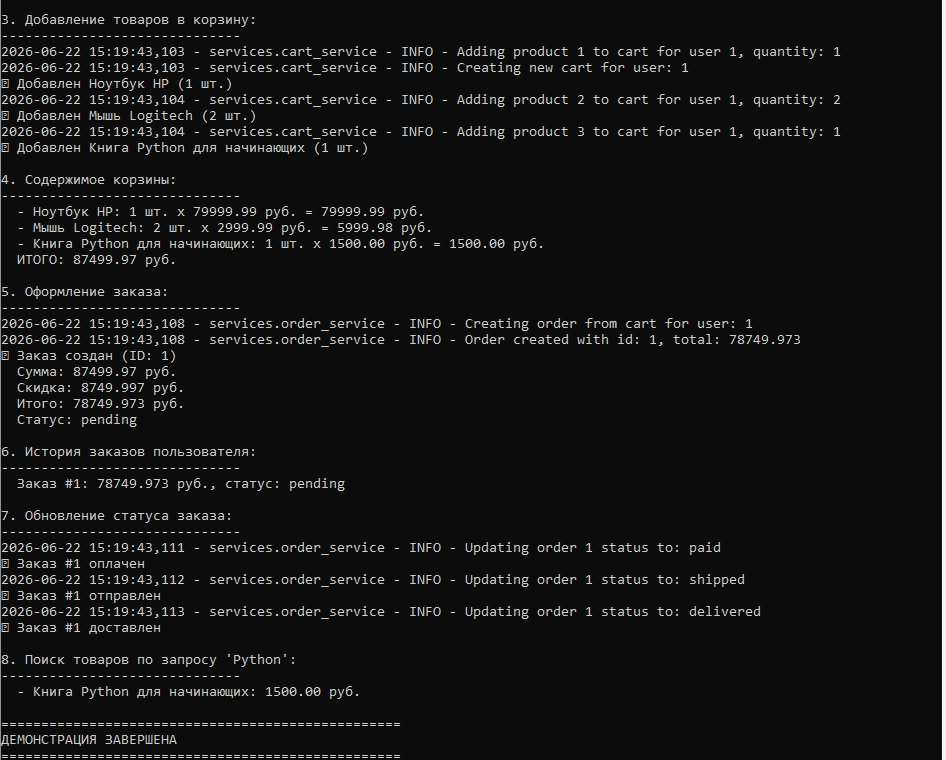 3. Добавление товаров в корзину:
------------------------------
2026-06-22 15:19:43,103 - services.cart_service - INFO - Adding product 1 to cart for user 1, quantity: 1
2026-06-22 15:19:43,103 - services.cart_service - INFO - Creating new cart for user: 1
Добавлен Ноутбук HP (1 шт.)
2026-06-22 15:19:43,104 - services.cart_service - INFO - Adding product 2 to cart for user 1, quantity: 2
Добавлен Мышь Logitech (2 шт.)
2026-06-22 15:19:43,104 - services.cart_service - INFO - Adding product 3 to cart for user 1, quantity: 1
Добавлен Книга Python для начинающих (1 шт.)
4. Содержимое корзины:
------------------------------
- Ноутбук HP: 1 шт. x 79999.99 руб. = 79999.99 руб.
- Мышь Logitech: 2 шт. x 2999.99 руб. = 5999.98 руб.
- Книга Python для начинающих: 1 шт. x 1500.00 руб. = 1500.00 руб.
ИТОГО: 87499.97 руб.
5. Оформление заказа:
------------------------------
2026-06-22 15:19:43,108 - services.order_service - INFO - Creating order from cart for user: 1
2026-06-22 15:19:43,108 - services.order_service - INFO - Order created with id: 1, total: 78749.973
Заказ создан (ID: 1)
Сумма: 87499.97 руб.
Скидка: 8749.997 руб.
Итого: 78749.973 руб.
Статус: pending
6. История заказов пользователя:
------------------------------
Заказ #1: 78749.973 руб., статус: pending
7. Обновление статуса заказа:
------------------------------
2026-06-22 15:19:43,111 - services.order_service - INFO - Updating order 1 status to: paid
Заказ #1 оплачен
2026-06-22 15:19:43,112 - services.order_service - INFO - Updating order 1 status to: shipped
Заказ #1 отправлен
2026-06-22 15:19:43,113 - services.order_service - INFO - Updating order 1 status to: delivered
Заказ #1 доставлен
8. Поиск товаров по запросу 'Python':
------------------------------
- Книга Python для начинающих: 1500.00 руб.
==================================================
ДЕМОНСТРАЦИЯ ЗАВЕРШЕНА
==================================================